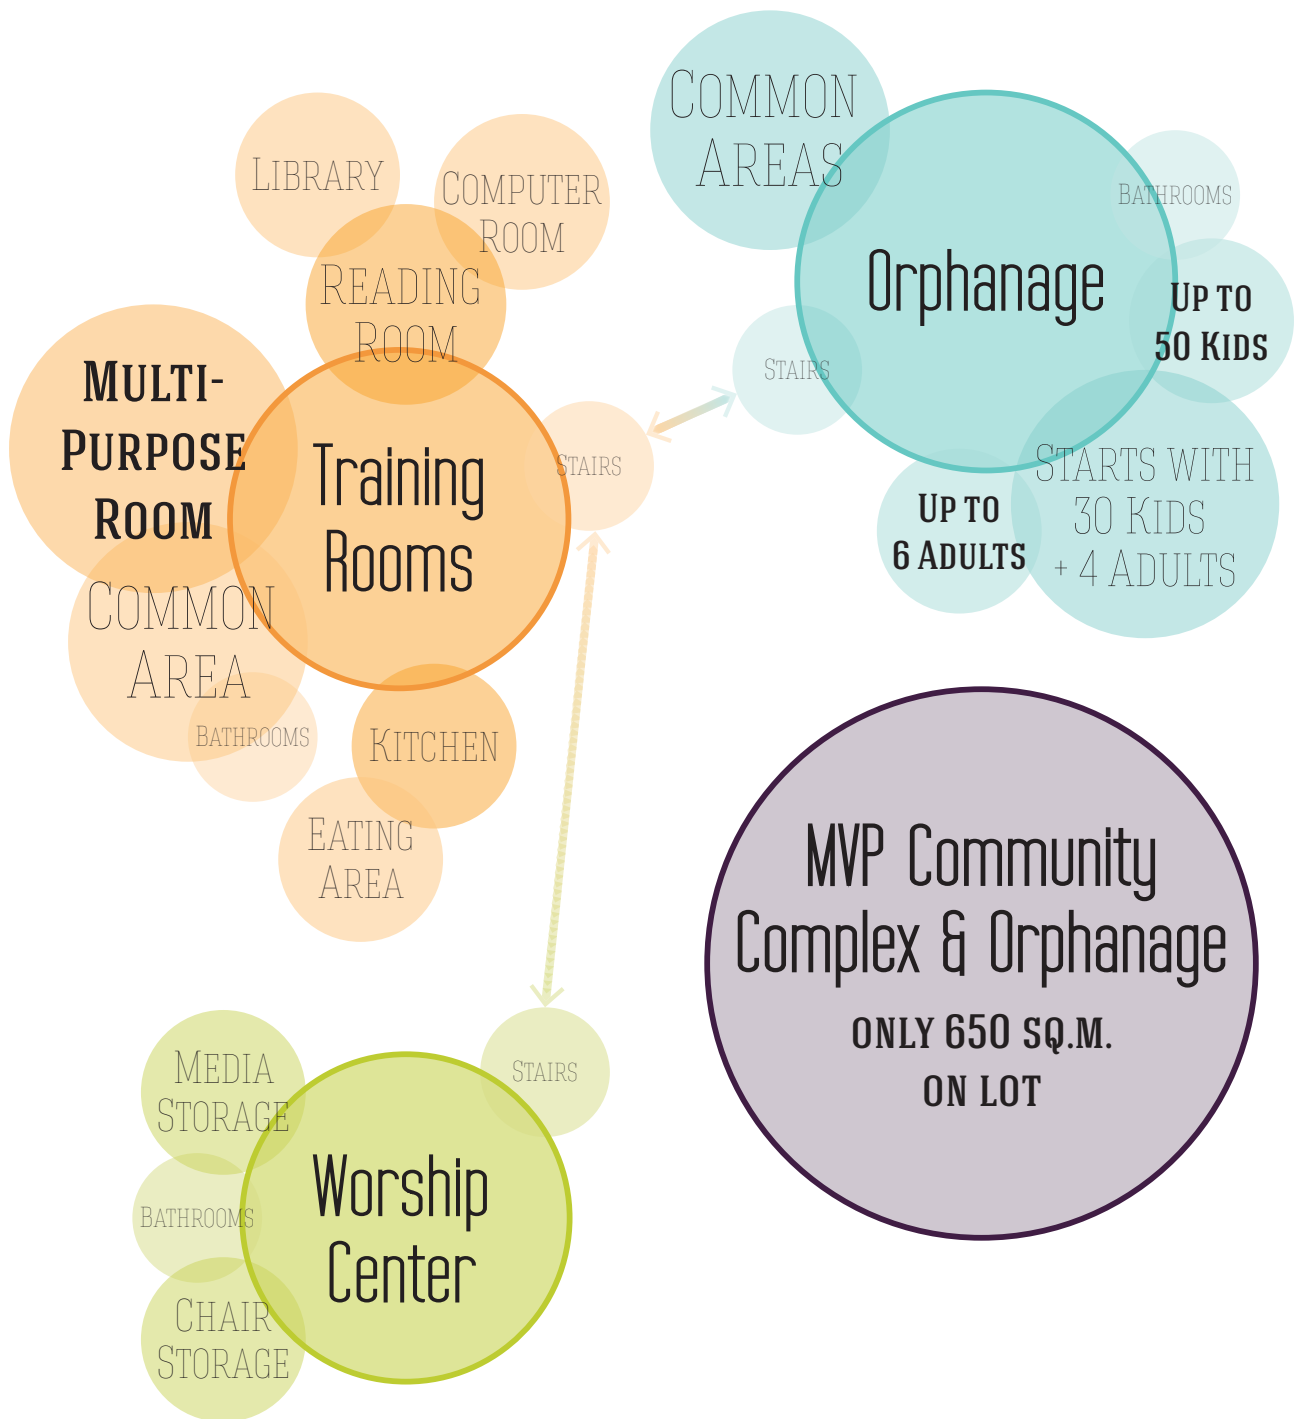 Common
Areas
Library
Computer
Room
Bathrooms
Reading
Room
Orphanage
Up to
50 Kids
Stairs
Multi-
Purpose
Room
Training
Rooms
Stairs
Starts with
30 Kids
+ 4 Adults
Up to
6 Adults
Common
Area
Bathrooms
Kitchen
Eating
Area
MVP Community
Complex & Orphanage
only 650 sq.m.
on lot
Media
Storage
Stairs
Bathrooms
Worship
Center
Chair
Storage